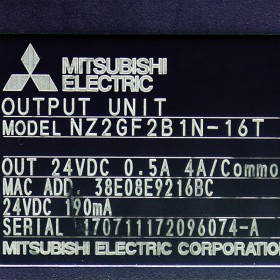 MITSUBISHI
ELECTRIC
OUTPUT UNIT
MODEL NZ2GF2B1N-16T
OUT 24VDC 0.5A 4A/Commo
MAC ADD. 38E08E9216BC
24VDC 190mA
SERIAL 170711172096074-A
MITSUBISHI ELECTRIC CORPORATION